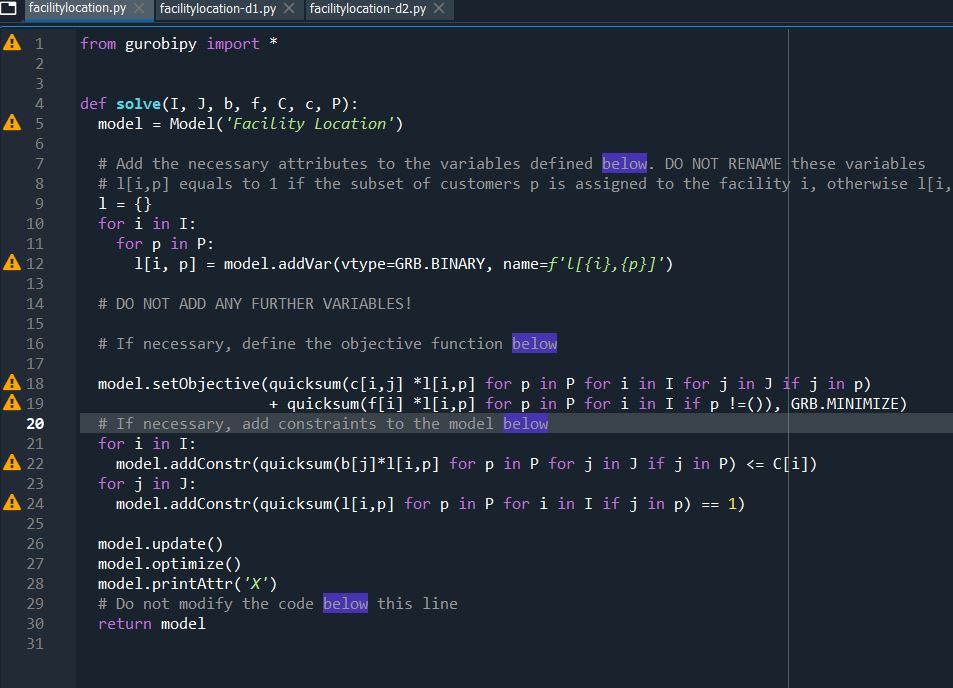 facilitylocation.py facilitylocation-d1.py facilitylocation-d2.py
1 from gurobipy import *
2
3
4 def solve(I, J, b, f, C, c, P):
5   model = Model('Facility Location')
6
7   # Add the necessary attributes to the variables defined below. DO NOT RENAME these variables
8   # l[i,p] equals to 1 if the subset of customers p is assigned to the facility i, otherwise l[i,
9   l = {}
10   for i in I:
11     for p in P:
12       l[i, p] = model.addVar(vtype=GRB.BINARY, name=f'l[{i},{p}]')
13
14   # DO NOT ADD ANY FURTHER VARIABLES!
15
16   # If necessary, define the objective function below
17
18   model.setObjective(quicksum(c[i,j] *l[i,p] for p in P for i in I for j in J if j in p)
19                      + quicksum(f[i] *l[i,p] for p in P for i in I if p !=()), GRB.MINIMIZE)
20   # If necessary, add constraints to the model below
21   for i in I:
22     model.addConstr(quicksum(b[j]*l[i,p] for p in P for j in J if j in P) <= C[i])
23   for j in J:
24     model.addConstr(quicksum(l[i,p] for p in P for i in I if j in p) == 1)
25
26   model.update()
27   model.optimize()
28   model.printAttr('X')
29   # Do not modify the code below this line
30   return model
31